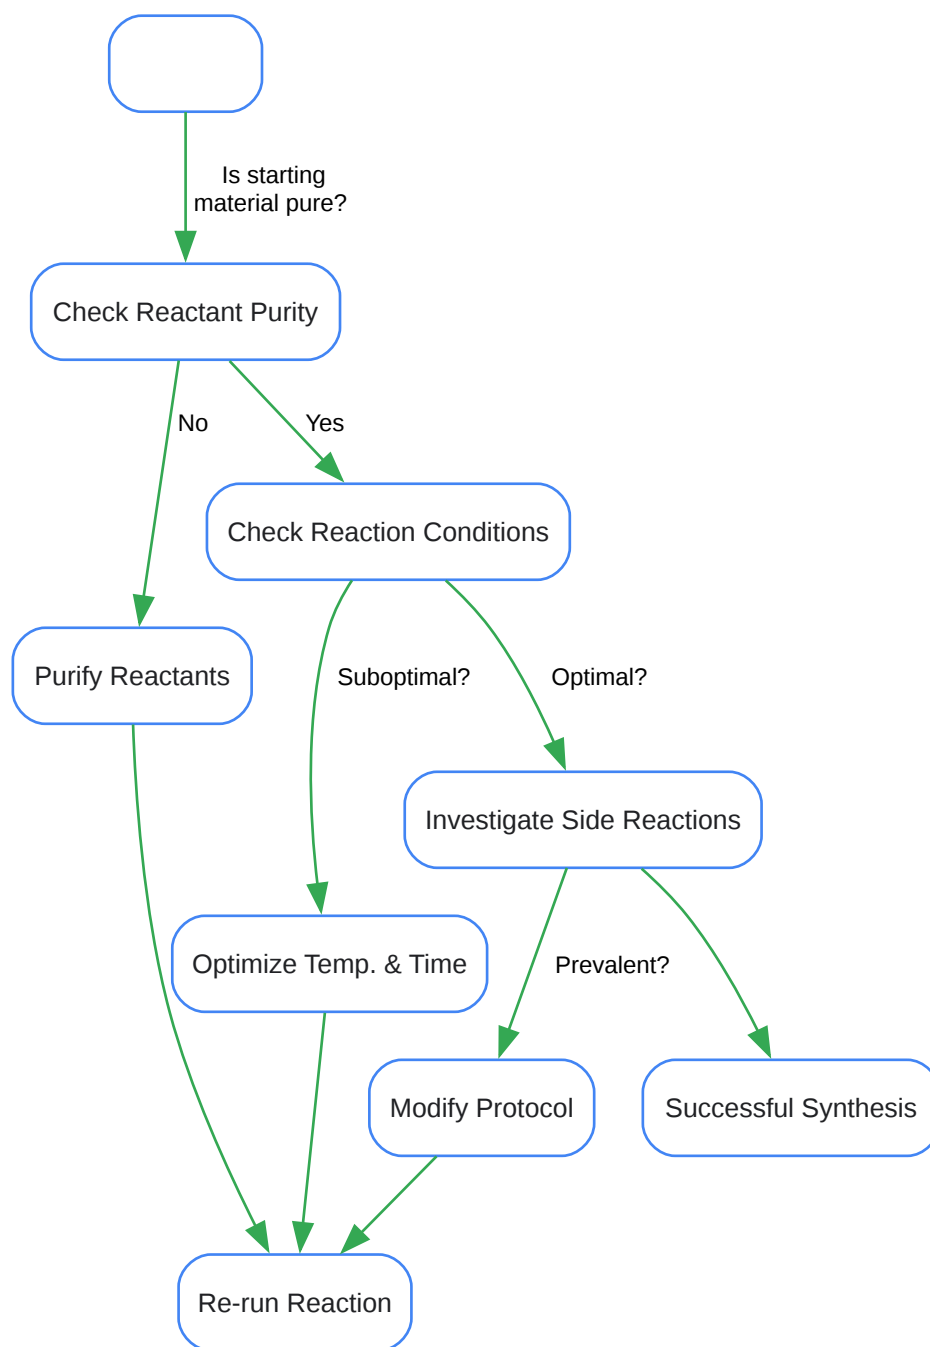 Is starting
material pure?
Check Reactant Purity
No
Yes
Check Reaction Conditions
Purify Reactants
Suboptimal?
Optimal?
Investigate Side Reactions
Optimize Temp. & Time
Prevalent?
Modify Protocol
Successful Synthesis
Re-run Reaction